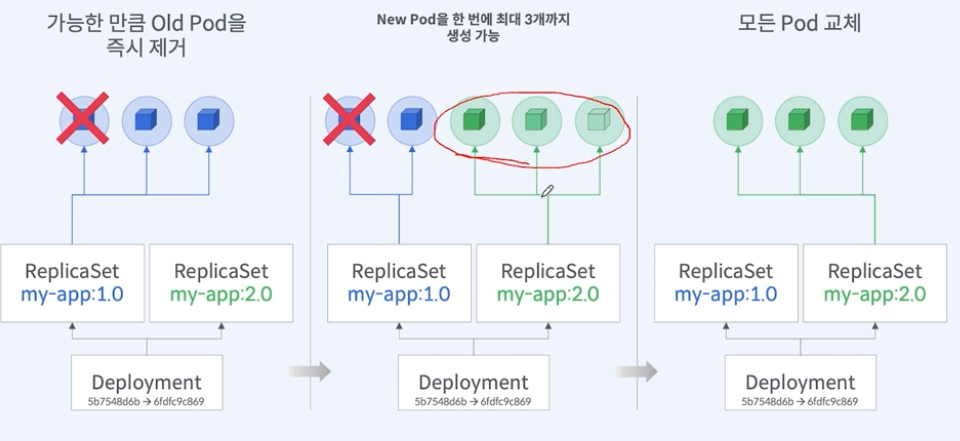 가능한 만큼 Old Pod을
즉시 제거
New Pod을 한 번에 최대 3개까지
생성 가능
모든 Pod 교체
ReplicaSet
my-app:1.0
ReplicaSet
my-app:2.0
ReplicaSet
my-app:1.0
ReplicaSet
my-app:2.0
ReplicaSet
my-app:1.0
ReplicaSet
my-app:2.0
Deployment
5b7548d6b → 6fdfc9c869
Deployment
5b7548d6b → 6fdfc9c869
Deployment
5b7548d6b → 6fdfc9c869